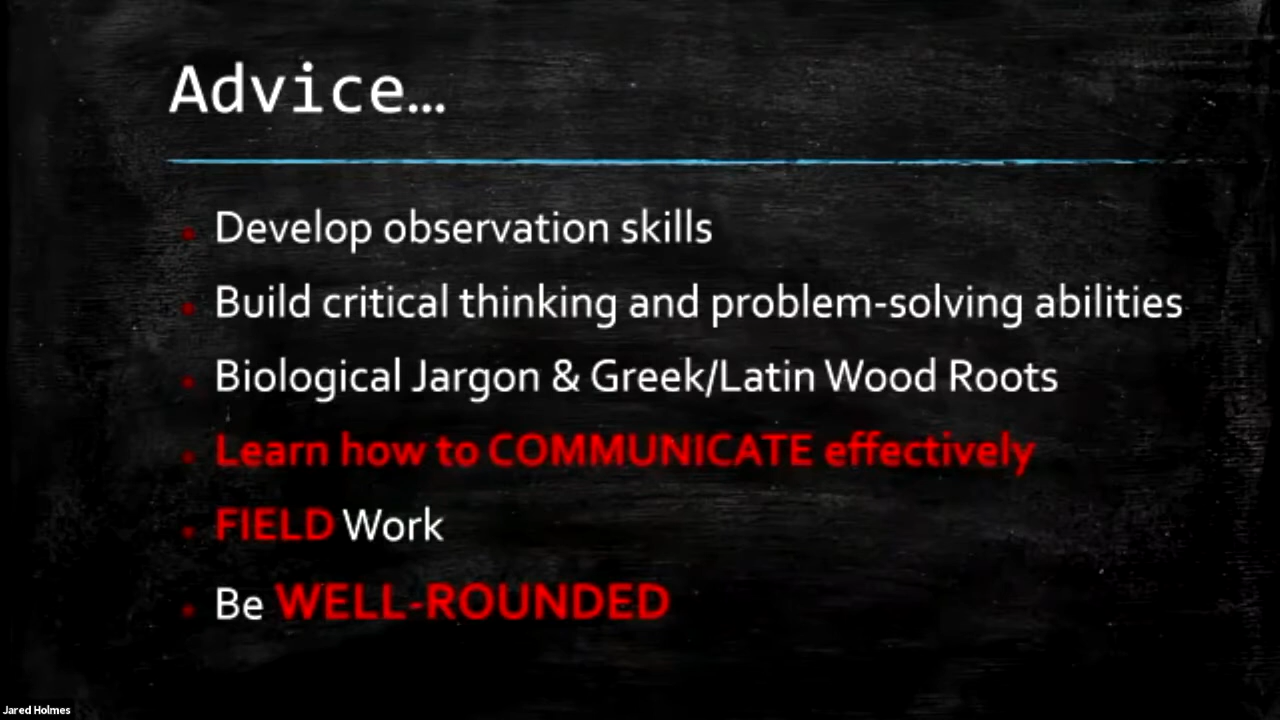 Advice…
Develop observation skills
Build critical thinking and problem-solving abilities
Biological Jargon & Greek/Latin Wood Roots
Learn how to COMMUNICATE effectively
FIELD Work
Be WELL-ROUNDED
Jared Holmes